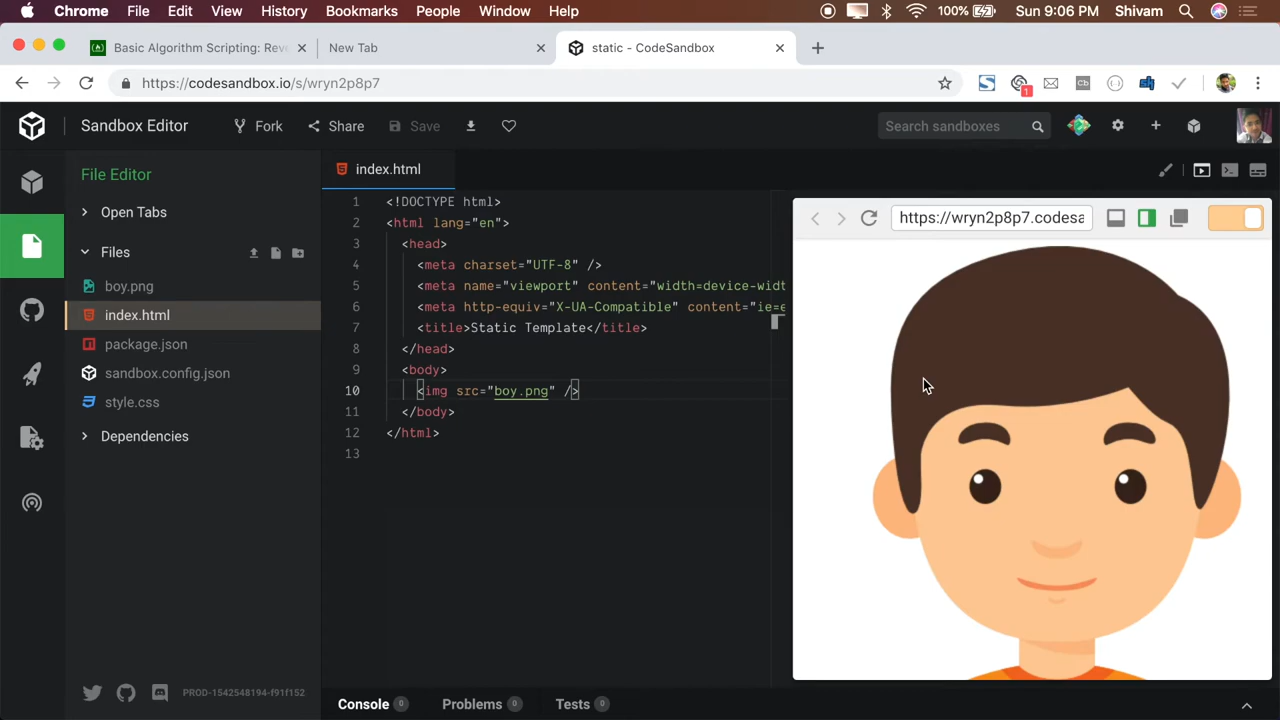 Chrome File Edit View History Bookmarks People Window Help 100% Sun 9:06 PM Shivam
Basic Algorithm Scripting: Rev
New Tab
static - CodeSandbox
https://codesandbox.io/s/wryn2p8p7
1
Cb
Sandbox Editor
Fork
Share
Save
Search sandboxes
File Editor
Open Tabs
Files
boy.png
index.html
package.json
sandbox.config.json
style.css
Dependencies
PROD-1542548194-f91f152
index.html
1 <!DOCTYPE html>
2 <html lang="en">
3 <head>
4 <meta charset="UTF-8" />
5 <meta name="viewport" content="width=device-widt
6 <meta http-equiv="X-UA-Compatible" content="ie=e
7 <title>Static Template</title>
8 </head>
9 <body>
10 <img src="boy.png" />
11 </body>
12 </html>
13
https://wryn2p8p7.codesa
Console 0 Problems 0 Tests 0